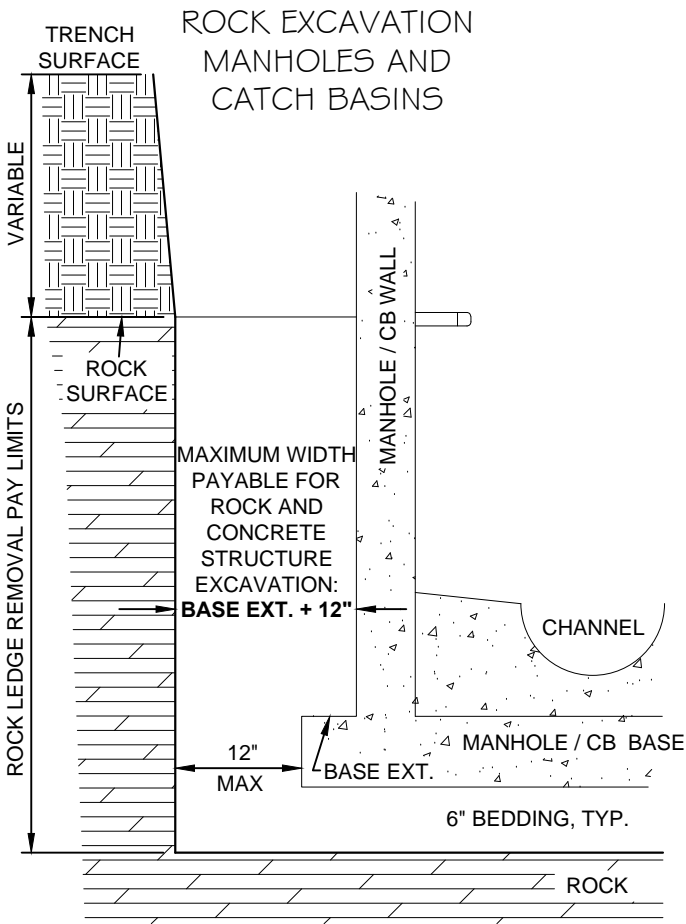 ROCK EXCAVATION
MANHOLES AND
CATCH BASINS
TRENCH
SURFACE
VARIABLE
ROCK
SURFACE
ROCK LEDGE REMOVAL PAY LIMITS
MANHOLE / CB WALL
MAXIMUM WIDTH
PAYABLE FOR
ROCK AND
CONCRETE
STRUCTURE
EXCAVATION:
BASE EXT. + 12"
CHANNEL
MANHOLE / CB BASE
12"
MAX
BASE EXT.
6" BEDDING, TYP.
ROCK